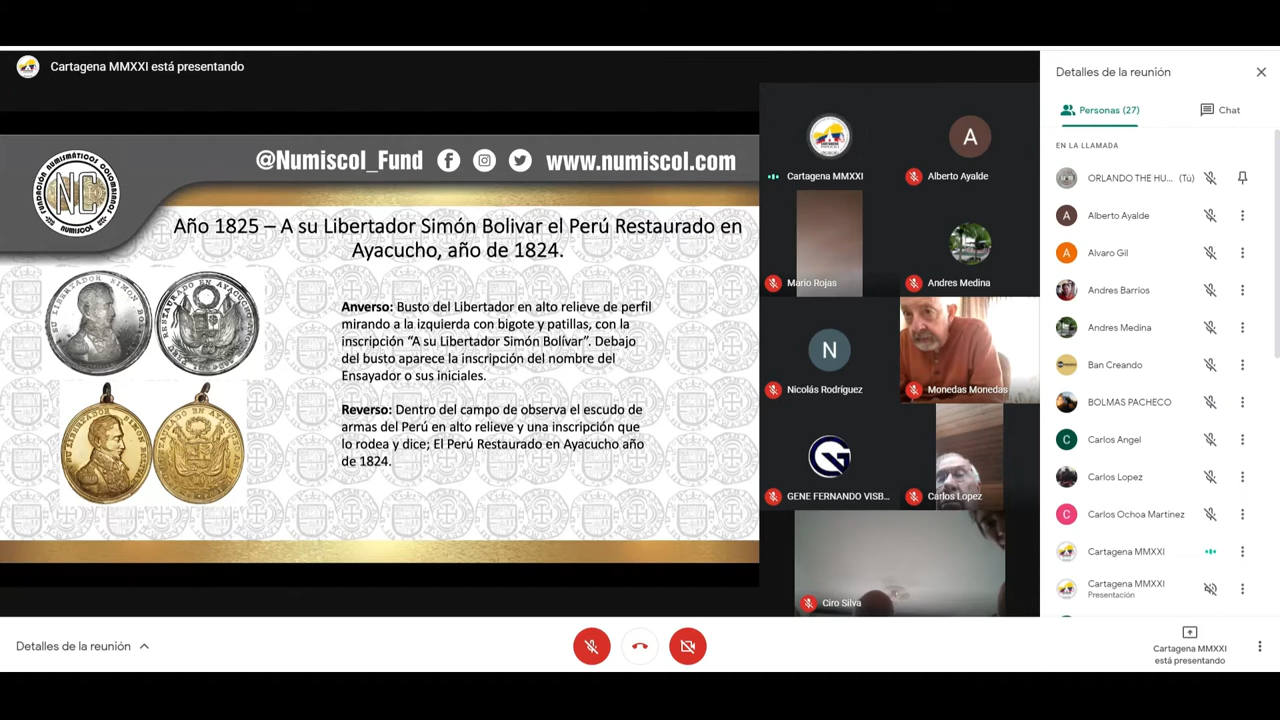 Cartagena MMXXI está presentando
@Numiscol_Fund
www.numiscol.com
FUNDACIÓN NUMISMÁTICOS COLOMBIANOS
NC
NUMISCOL
Año 1825 – A su Libertador Simón Bolivar el Perú Restaurado en
Ayacucho, año de 1824.
Anverso: Busto del Libertador en alto relieve de perfil
mirando a la izquierda con bigote y patillas, con la
inscripción “A su Libertador Simón Bolívar”. Debajo
del busto aparece la inscripción del nombre del
Ensayador o sus iniciales.
Reverso: Dentro del campo de observa el escudo de
armas del Perú en alto relieve y una inscripción que
lo rodea y dice; El Perú Restaurado en Ayacucho año
de 1824.
Cartagena MMXXI
A
Alberto Ayalde
Mario Rojas
Andres Medina
N
Nicolás Rodríguez
Monedas Monedas
GENE FERNANDO VISB...
Carlos Lopez
Ciro Silva
Detalles de la reunión
Personas (27)
Chat
EN LA LLAMADA
ORLANDO THE HU... (Tú)
A
Alberto Ayalde
A
Alvaro Gil
Andres Barrios
Andres Medina
Ban Creando
BOLMAS PACHECO
C
Carlos Angel
Carlos Lopez
C
Carlos Ochoa Martinez
Cartagena MMXXI
Cartagena MMXXI
Presentación
Detalles de la reunión
Cartagena MMXXI
está presentando